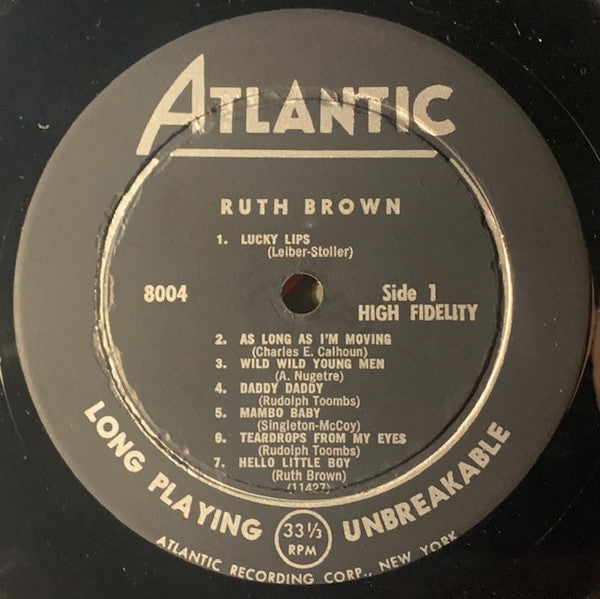 ATLANTIC
RUTH BROWN
1. LUCKY LIPS
(Leiber-Stoller)
8004
Side 1
HIGH FIDELITY
2. AS LONG AS I'M MOVING
(Charles E. Calhoun)
3. WILD WILD YOUNG MEN
(A. Nugetre)
4. DADDY DADDY
(Rudolph Toombs)
5. MAMBO BABY
(Singleton-McCoy)
6. TEARDROPS FROM MY EYES
(Rudolph Toombs)
7. HELLO LITTLE BOY
(Ruth Brown)
(11427)
LONG PLAYING
33 1/3
RPM
UNBREAKABLE
ATLANTIC RECORDING CORP., NEW YORK